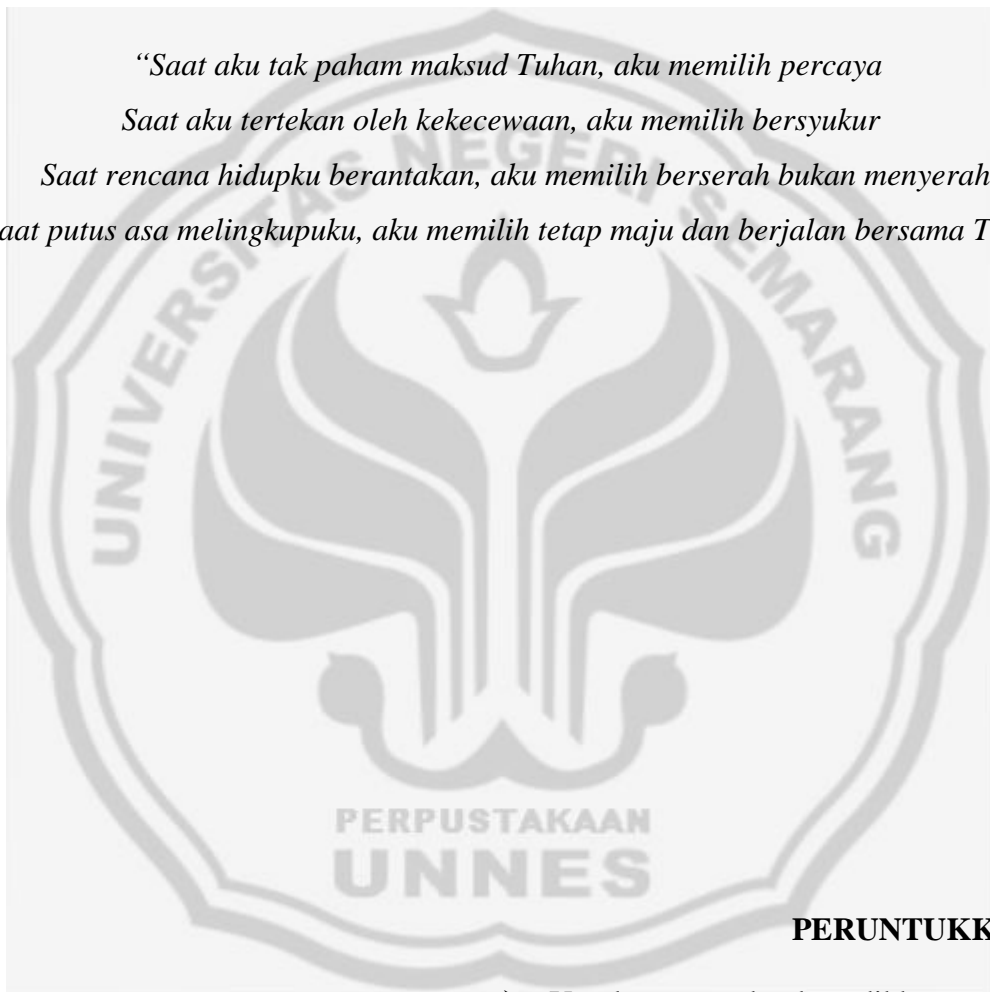 “Saat aku tak paham maksud Tuhan, aku memilih percaya
Saat aku tertekan oleh kekecewaan, aku memilih bersyukur
Saat rencana hidupku berantakan, aku memilih berserah bukan menyerah
aat putus asa melingkupuku, aku memilih tetap maju dan berjalan bersama T
UNIVERSITAS NEGERI SEMARANG
PERPUSTAKAAN
UNNES
PERUNTUKK